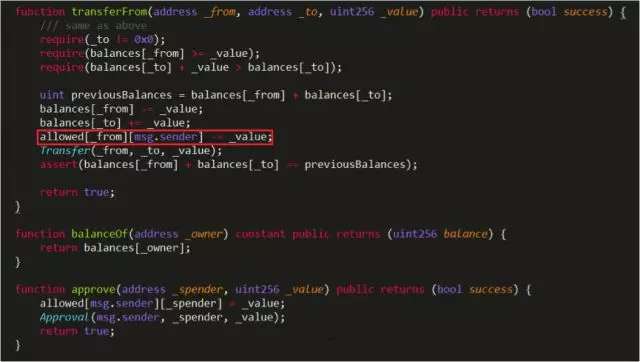 function transferFrom(address _from, address _to, uint256 _value) public returns (bool success) {
/// same as above
require(_to != 0x0);
require(balances[_from] >= _value);
require(balances[_to] + _value > balances[_to]);
uint previousBalances = balances[_from] + balances[_to];
balances[_from] -= _value;
balances[_to] += _value;
allowed[_from][msg.sender] -= _value;
Transfer(_from, _to, _value);
assert(balances[_from] + balances[_to] == previousBalances);
return true;
}
function balanceOf(address _owner) constant public returns (uint256 balance) {
return balances[_owner];
}
function approve(address _spender, uint256 _value) public returns (bool success) {
allowed[msg.sender][_spender] = _value;
Approval(msg.sender, _spender, _value);
return true;
}